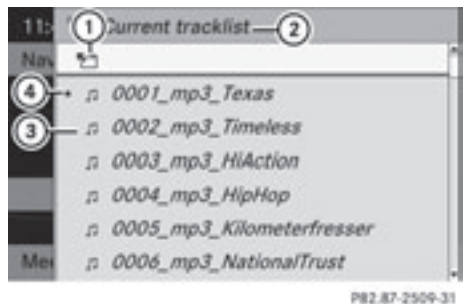 11:
① Current tracklist ②
Nav
④ 0001_mp3_Texas
③ 0002_mp3_Timeless
0003_mp3_HiAction
0004_mp3_HipHop
0005_mp3_Kilometerfresser
Me 0006_mp3_NationalTrust
P82.87-2509-31